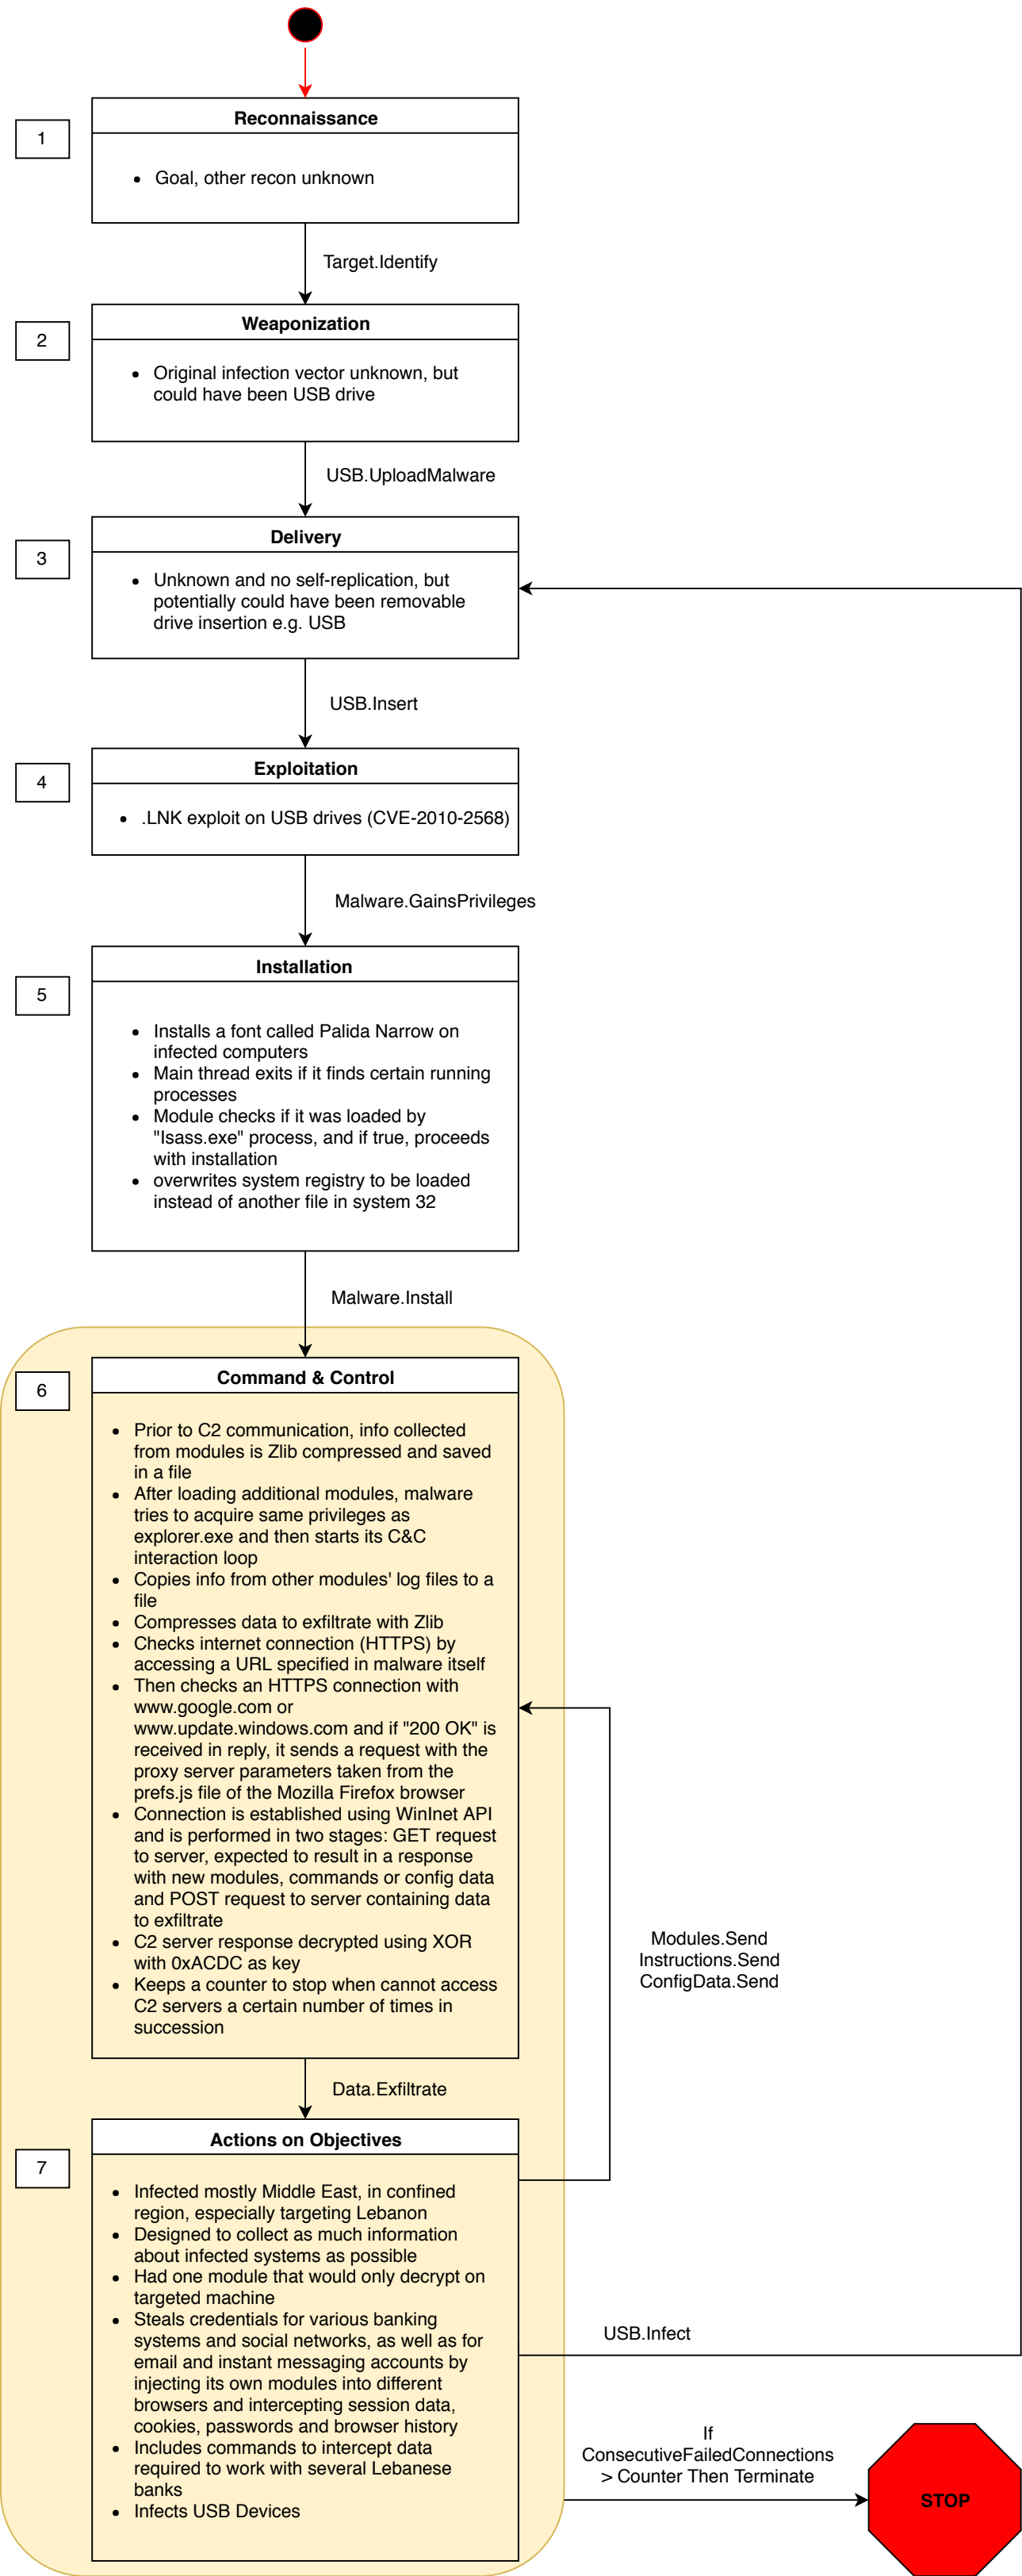 1
Reconnaissance
Goal, other recon unknown
Target.Identify
2
Weaponization
Original infection vector unknown, but
could have been USB drive
USB.UploadMalware
3
Delivery
Unknown and no self-replication, but
potentially could have been removable
drive insertion e.g. USB
USB.Insert
4
Exploitation
.LNK exploit on USB drives (CVE-2010-2568)
Malware.GainsPrivileges
5
Installation
Installs a font called Palida Narrow on
infected computers
Main thread exits if it finds certain running
processes
Module checks if it was loaded by
"lsass.exe" process, and if true, proceeds
with installation
overwrites system registry to be loaded
instead of another file in system 32
Malware.Install
6
Command & Control
Prior to C2 communication, info collected
from modules is Zlib compressed and saved
in a file
After loading additional modules, malware
tries to acquire same privileges as
explorer.exe and then starts its C&C
interaction loop
Copies info from other modules' log files to a
file
Compresses data to exfiltrate with Zlib
Checks internet connection (HTTPS) by
accessing a URL specified in malware itself
Then checks an HTTPS connection with
www.google.com or
www.update.windows.com and if "200 OK" is
received in reply, it sends a request with the
proxy server parameters taken from the
prefs.js file of the Mozilla Firefox browser
Connection is established using WinInet API
and is performed in two stages: GET request
to server, expected to result in a response
with new modules, commands or config data
and POST request to server containing data
to exfiltrate
C2 server response decrypted using XOR
with 0xACDC as key
Keeps a counter to stop when cannot access
C2 servers a certain number of times in
succession
Modules.Send
Instructions.Send
ConfigData.Send
Data.Exfiltrate
7
Actions on Objectives
Infected mostly Middle East, in confined
region, especially targeting Lebanon
Designed to collect as much information
about infected systems as possible
Had one module that would only decrypt on
targeted machine
Steals credentials for various banking
systems and social networks, as well as for
email and instant messaging accounts by
injecting its own modules into different
browsers and intercepting session data,
cookies, passwords and browser history
Includes commands to intercept data
required to work with several Lebanese
banks
Infects USB Devices
USB.Infect
If
ConsecutiveFailedConnections
> Counter Then Terminate
STOP